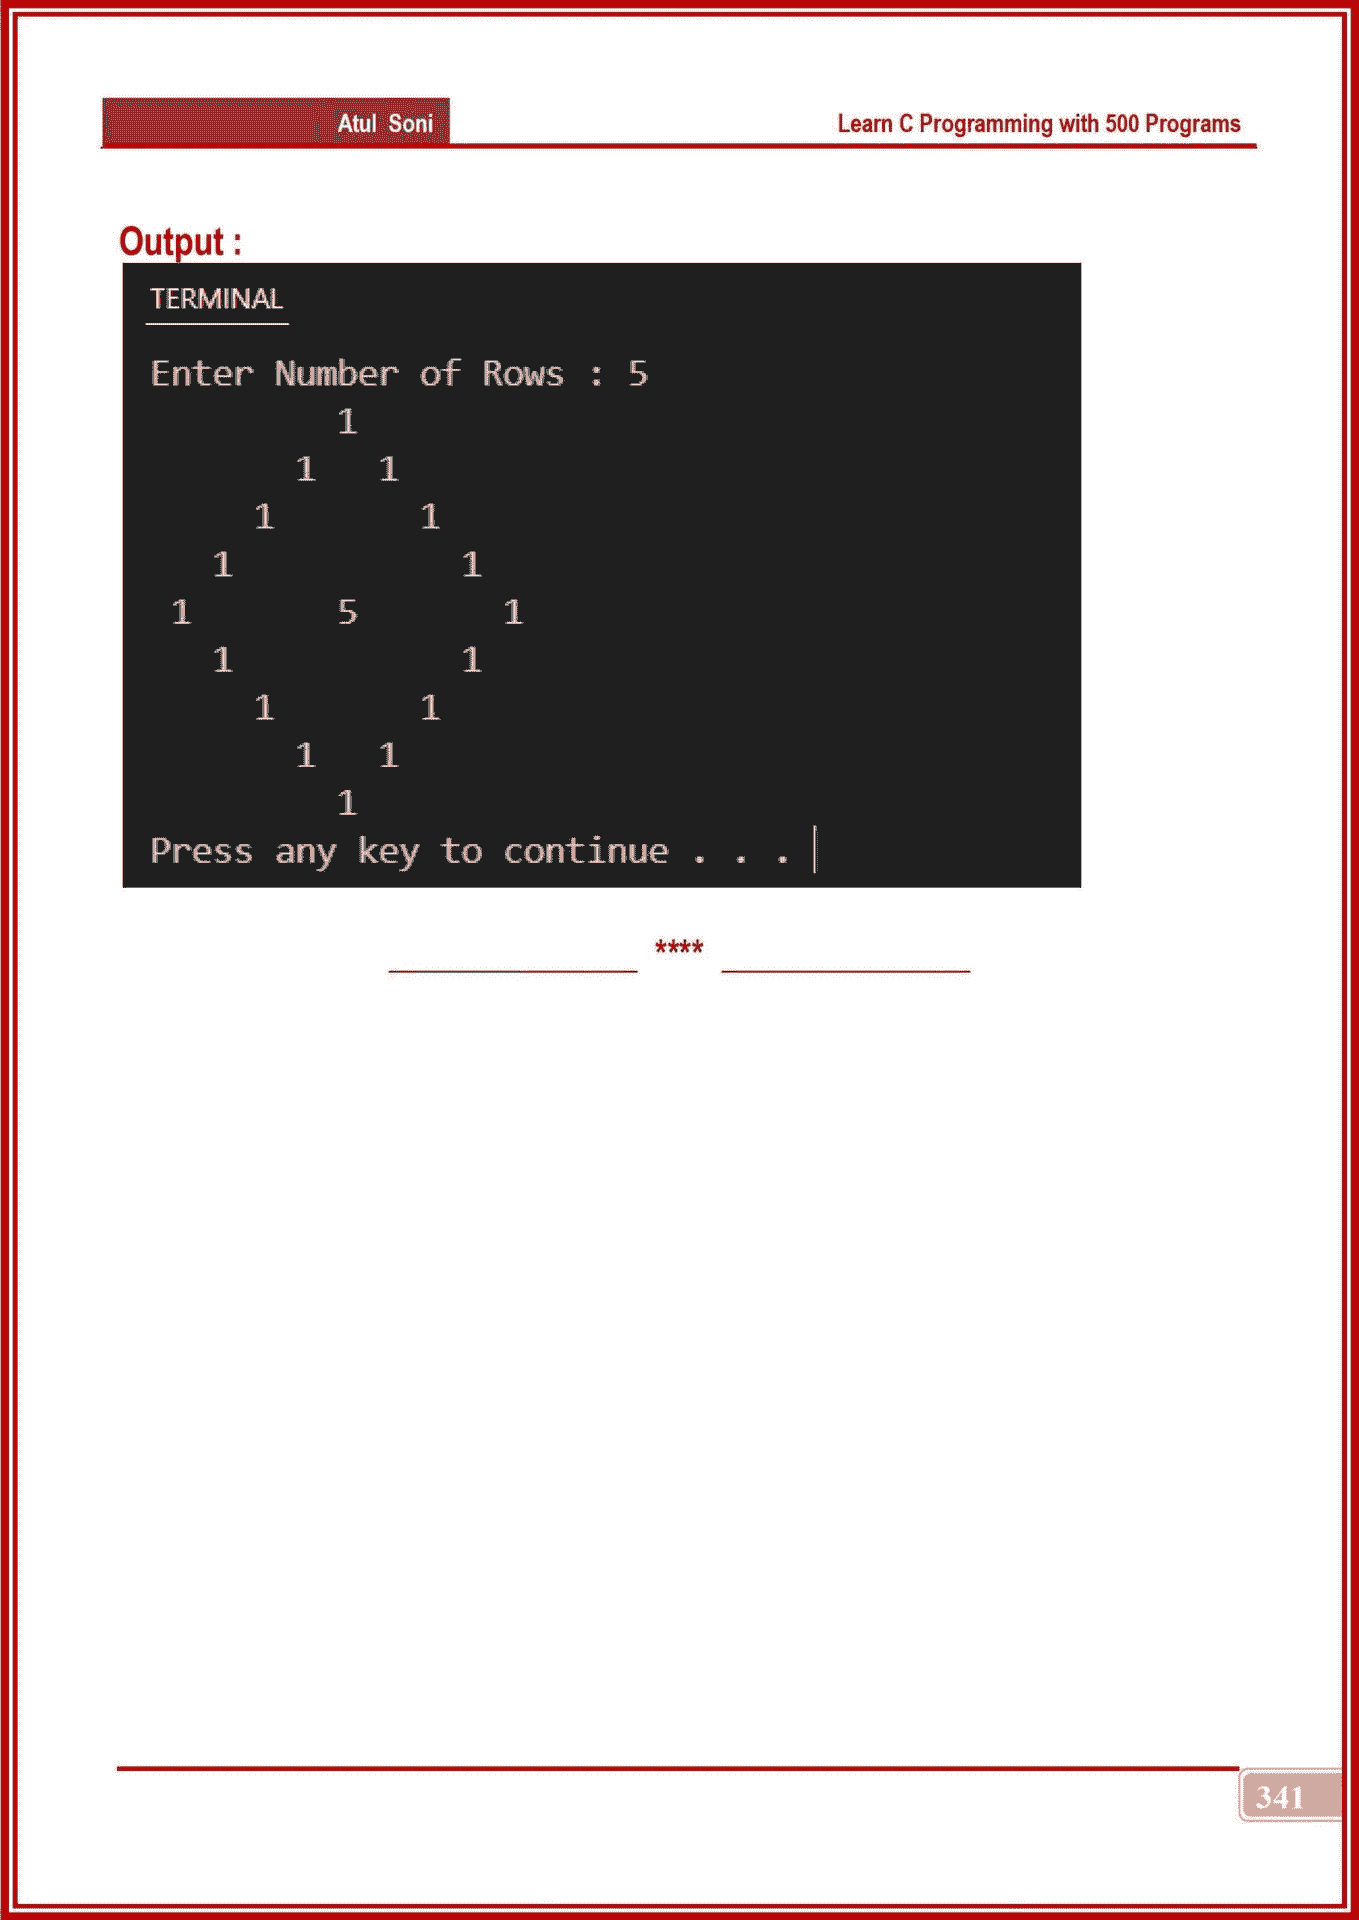 Atul Soni
Learn C Programming with 500 Programs
Output :
TERMINAL
Enter Number of Rows : 5
1
1 1
1 1
1 1
1 5 1
1 1
1 1
1 1
1
Press any key to continue . . .
****
341